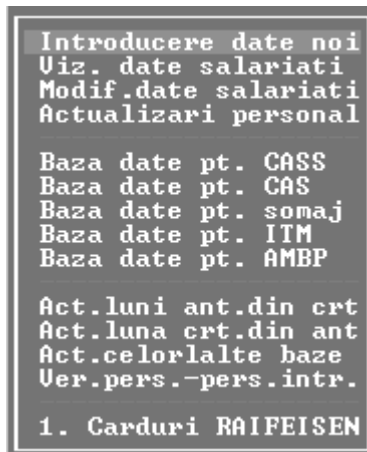 Introducere date noi
Viz. date salariati
Modif.date salariati
Actualizari personal
Baza date pt. CASS
Baza date pt. CAS
Baza date pt. somaj
Baza date pt. ITM
Baza date pt. AMBP
Act.luni ant.din crt
Act.luna crt.din ant
Act.celorlalte baze
Ver.pers.-pers.intr.
1. Carduri RAIFEISEN